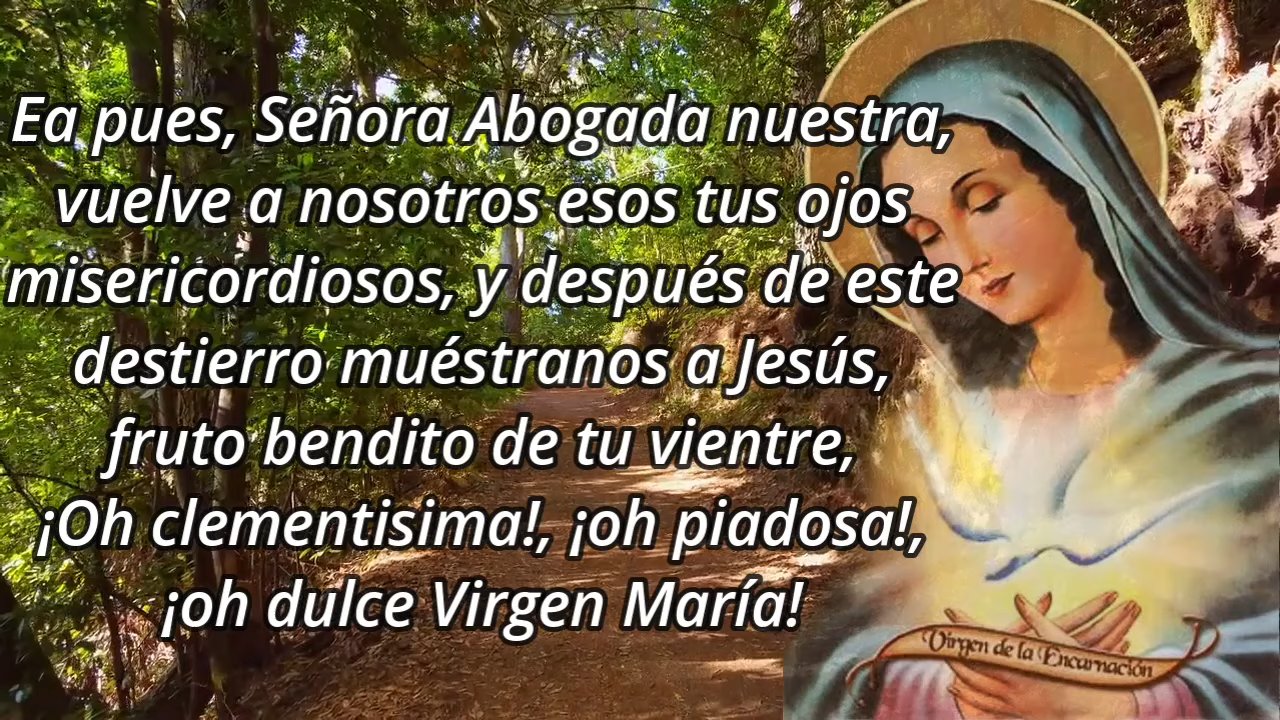 Ea pues, Señora Abogada nuestra,
vuelve a nosotros esos tus ojos
misericordiosos, y después de este
destierro muéstranos a Jesús,
fruto bendito de tu vientre,
¡Oh clementisima!, ¡oh piadosa!,
¡oh dulce Virgen María!
Virgen de la Encarnación